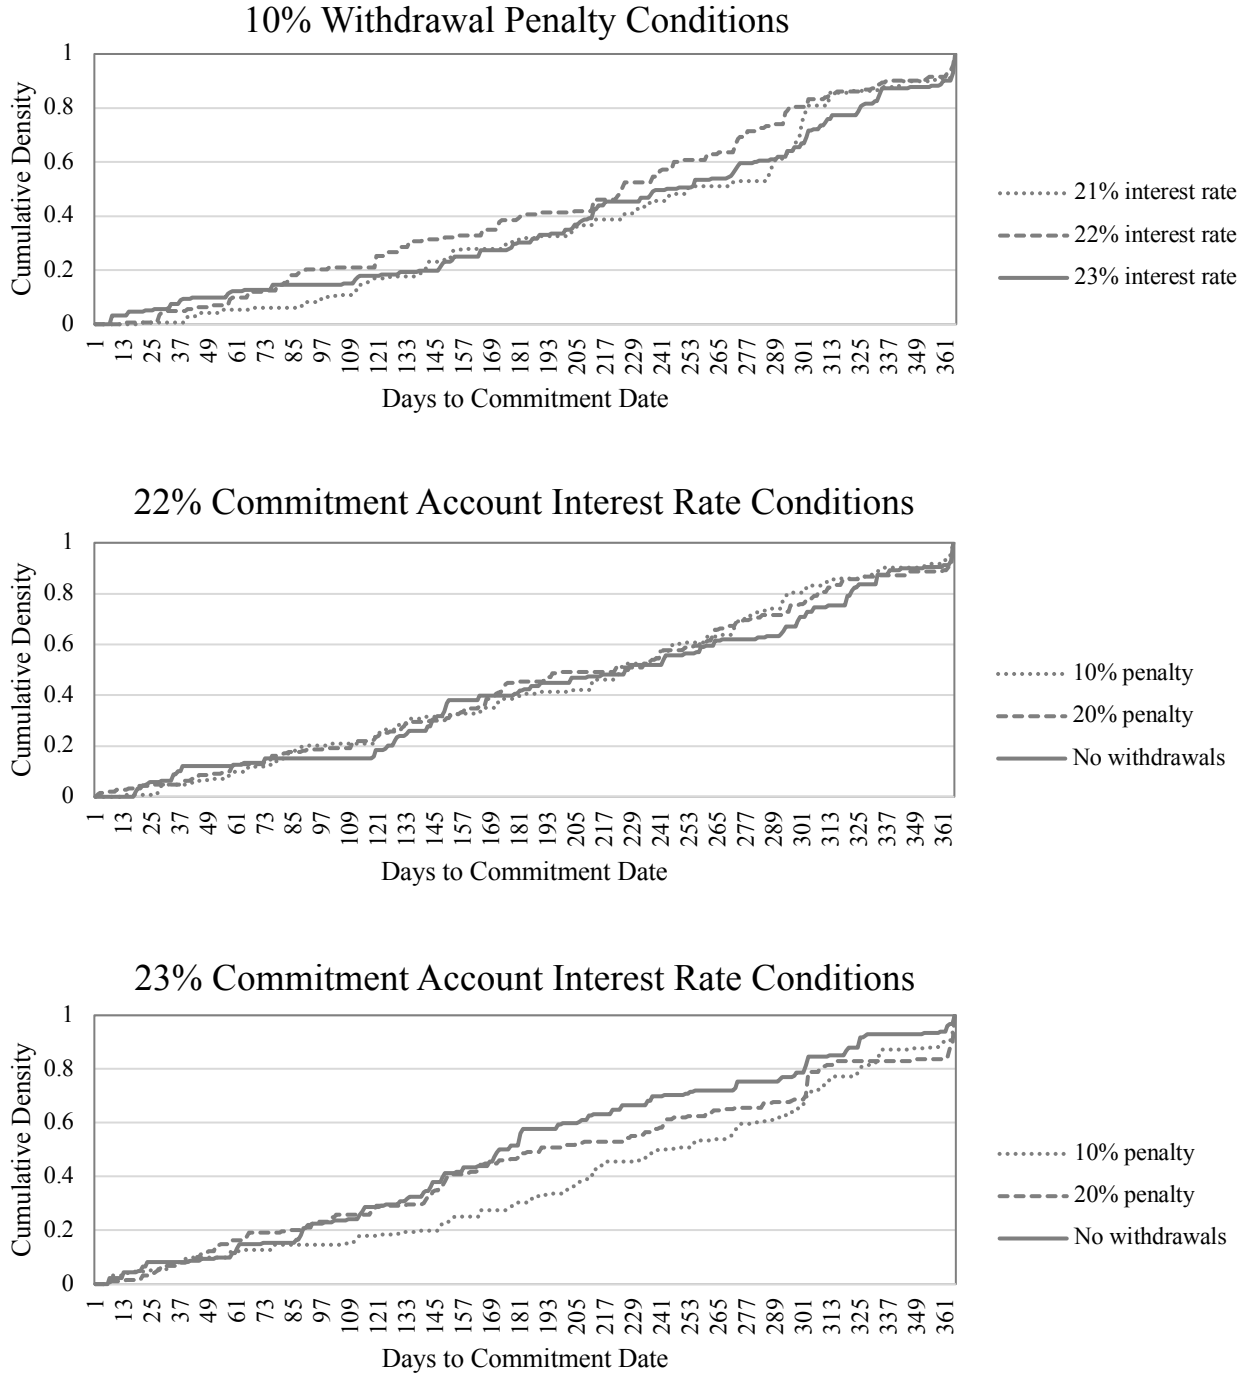 10% Withdrawal Penalty Conditions
Cumulative Density
1
0.8
0.6
0.4
0.2
0
1 13 25 37 49 61 73 85 97 109 121 133 145 157 169 181 193 205 217 229 241 253 265 277 289 301 313 325 337 349 361
Days to Commitment Date
21% interest rate
22% interest rate
23% interest rate
22% Commitment Account Interest Rate Conditions
Cumulative Density
1
0.8
0.6
0.4
0.2
0
1 13 25 37 49 61 73 85 97 109 121 133 145 157 169 181 193 205 217 229 241 253 265 277 289 301 313 325 337 349 361
Days to Commitment Date
10% penalty
20% penalty
No withdrawals
23% Commitment Account Interest Rate Conditions
Cumulative Density
1
0.8
0.6
0.4
0.2
0
1 13 25 37 49 61 73 85 97 109 121 133 145 157 169 181 193 205 217 229 241 253 265 277 289 301 313 325 337 349 361
Days to Commitment Date
10% penalty
20% penalty
No withdrawals